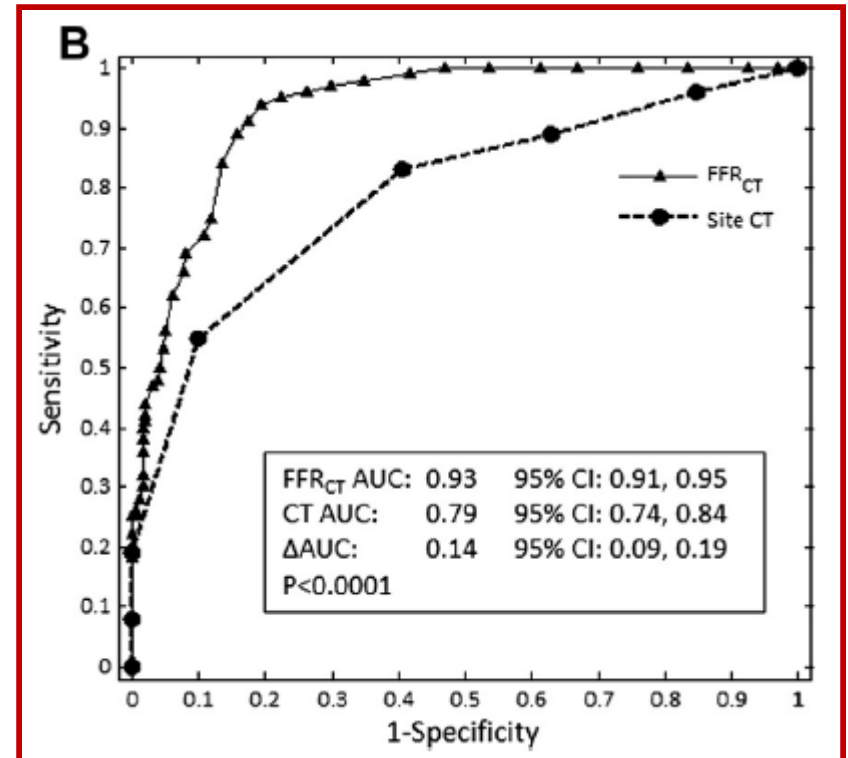 B
1
0.9
0.8
0.7
0.6
0.5
0.4
0.3
0.2
0.1
0
Sensitivity
FFRCT
Site CT
FFRCT AUC: 0.93 95% CI: 0.91, 0.95
CT AUC: 0.79 95% CI: 0.74, 0.84
ΔAUC: 0.14 95% CI: 0.09, 0.19
P<0.0001
0 0.1 0.2 0.3 0.4 0.5 0.6 0.7 0.8 0.9 1
1-Specificity